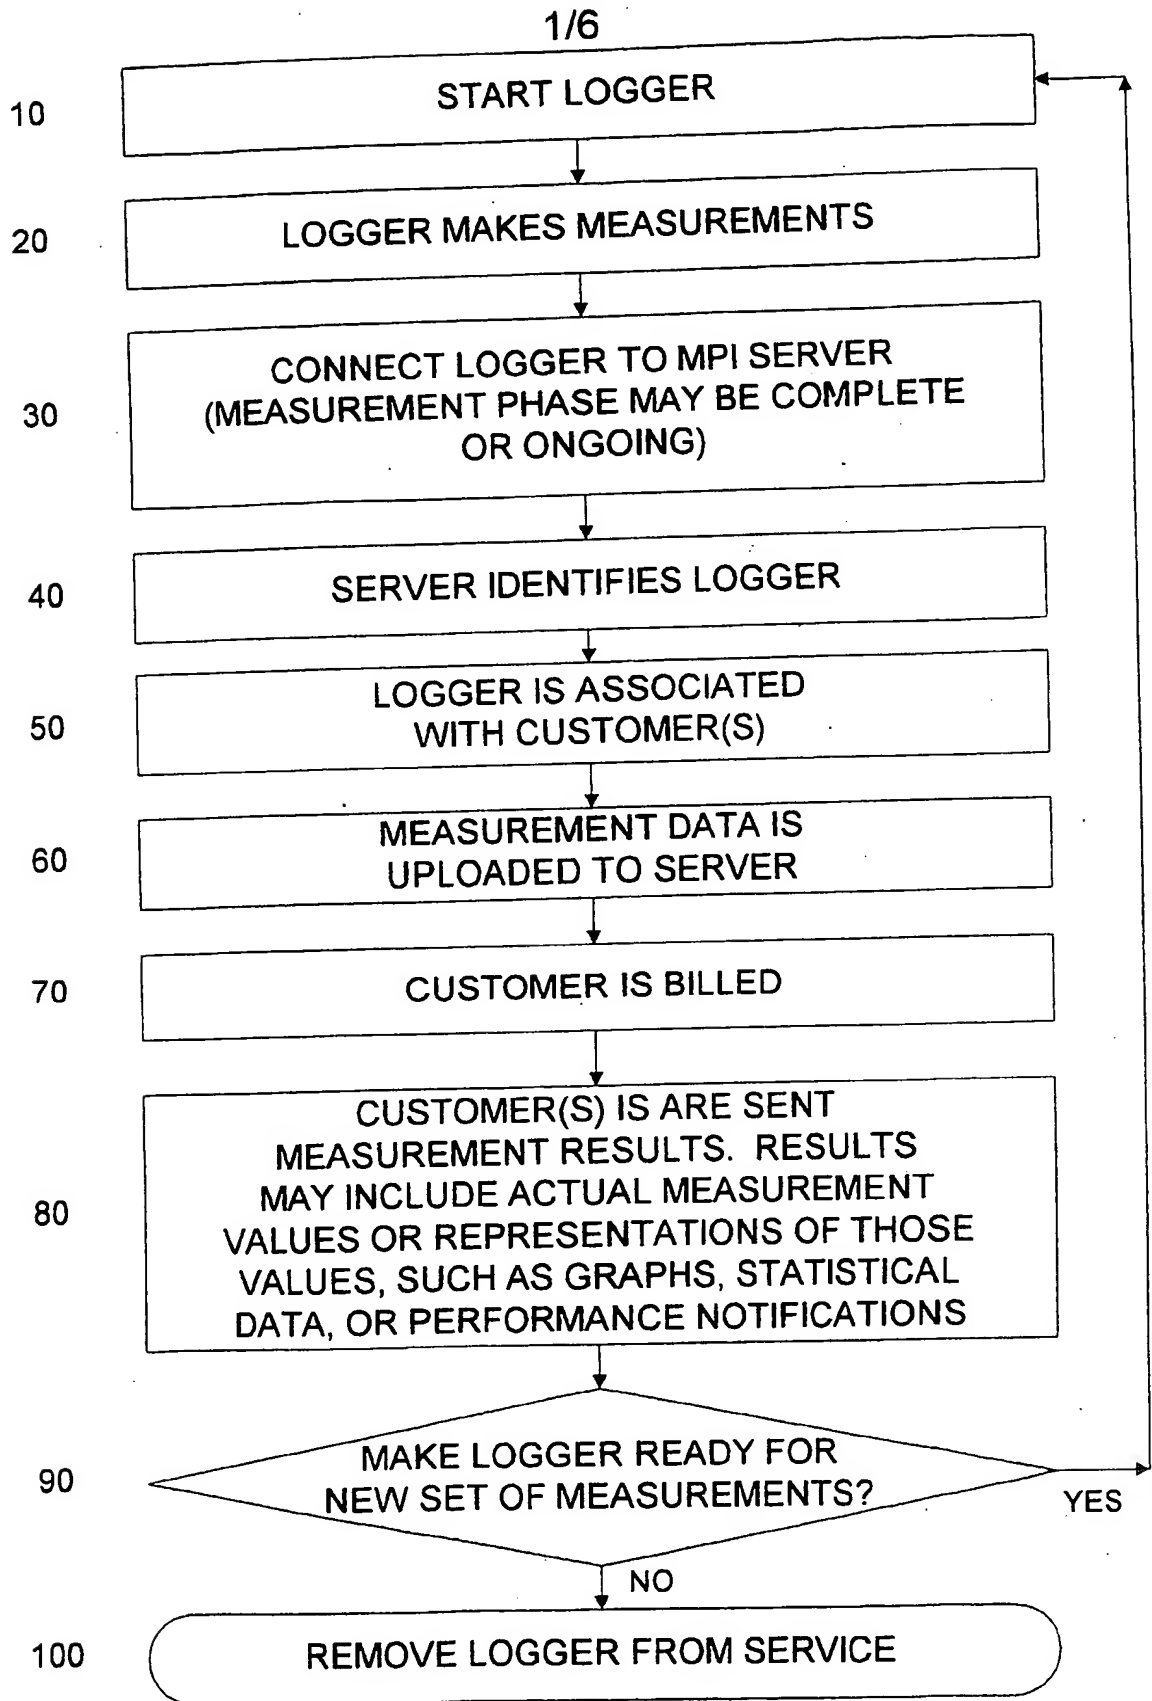 1/6
10
START LOGGER
20
LOGGER MAKES MEASUREMENTS
30
CONNECT LOGGER TO MPI SERVER
(MEASUREMENT PHASE MAY BE COMPLETE
OR ONGOING)
40
SERVER IDENTIFIES LOGGER
50
LOGGER IS ASSOCIATED
WITH CUSTOMER(S)
60
MEASUREMENT DATA IS
UPLOADED TO SERVER
70
CUSTOMER IS BILLED
80
CUSTOMER(S) IS ARE SENT
MEASUREMENT RESULTS. RESULTS
MAY INCLUDE ACTUAL MEASUREMENT
VALUES OR REPRESENTATIONS OF THOSE
VALUES, SUCH AS GRAPHS, STATISTICAL
DATA, OR PERFORMANCE NOTIFICATIONS
90
MAKE LOGGER READY FOR
NEW SET OF MEASUREMENTS?
YES
NO
100
REMOVE LOGGER FROM SERVICE